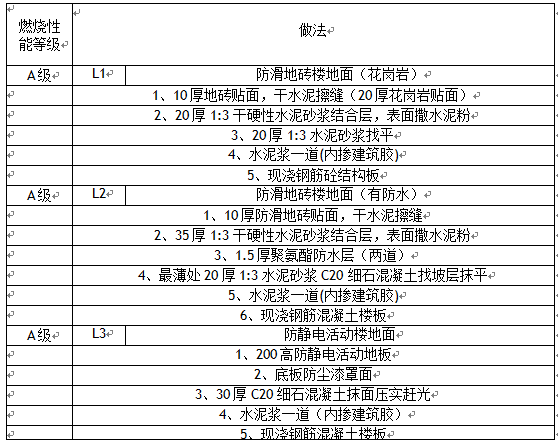 燃烧性
能等级 做法
A级 L1 防滑地砖楼地面（花岗岩）
1、10厚地砖贴面，干水泥擦缝（20厚花岗岩贴面）
2、20厚 1:3干硬性水泥砂浆结合层，表面撒水泥粉
3、20厚1:3水泥砂浆找平
4、水泥浆一道(内掺建筑胶)
5、现浇钢筋砼结构板
A级 L2 防滑地砖楼地面（有防水）
1、10厚防滑地砖贴面，干水泥擦缝
2、35厚1:3干硬性水泥砂浆结合层，表面撒水泥粉
3、1.5厚聚氨酯防水层（两道）
4、最薄处20厚1:3水泥砂浆C20细石混凝土找坡层抹平
5、水泥浆一道(内掺建筑胶)
6、现浇钢筋混凝土楼板
A级 L3 防静电活动楼地面
1、200高防静电活动地板
2、底板防尘漆罩面
3、30厚C20细石混凝土抹面压实赶光
4、水泥浆一道（内掺建筑胶）
5、现浇钢筋混凝土楼板